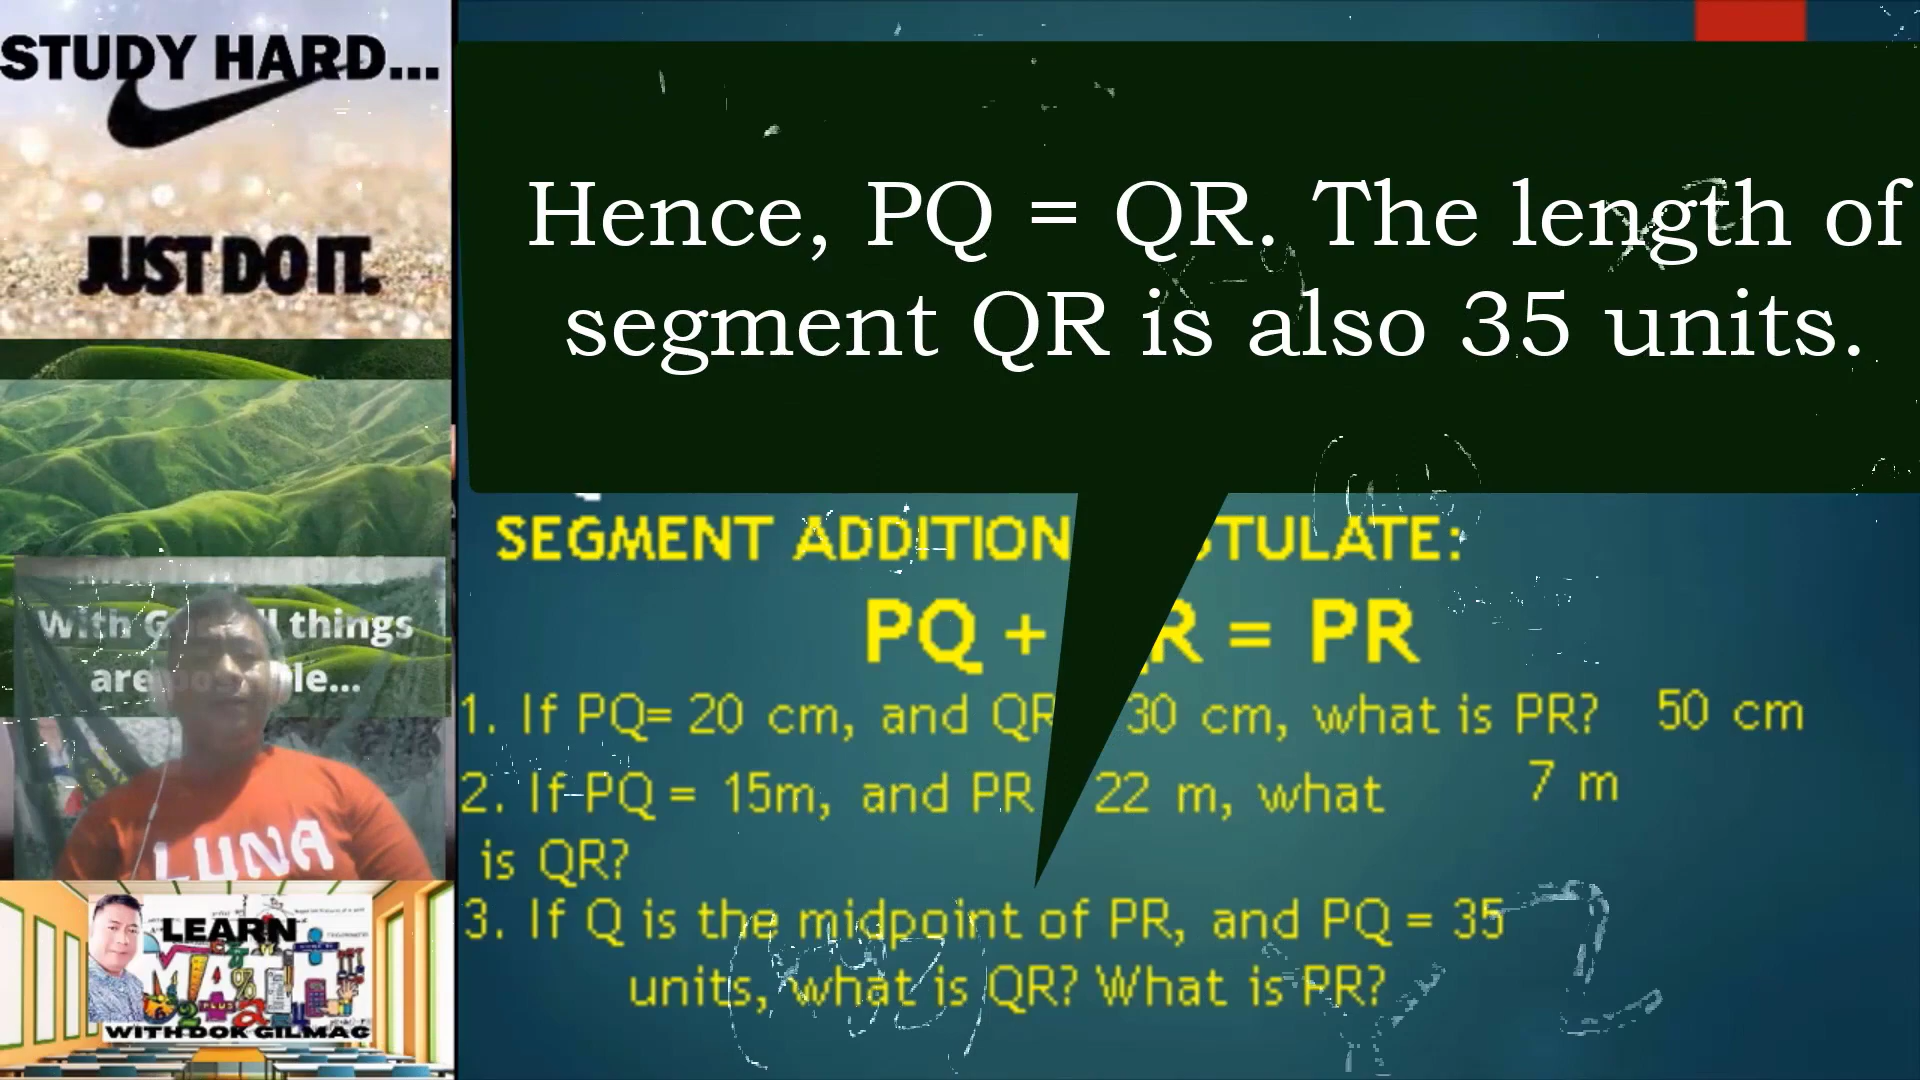 STUDY HARD...
JUST DO IT.
With G l things
are le...
LUNA
LEARN
MATH
PLUS
WITH DOK GILMAC
Hence, PQ = QR. The length of
segment QR is also 35 units.
SEGMENT ADDITION STULATE:
PQ + R = PR
1. If PQ= 20 cm, and QR 30 cm, what is PR? 50 cm
2. If PQ = 15m, and PR 22 m, what 7 m
is QR?
3. If Q is the midpoint of PR, and PQ = 35
units, what is QR? What is PR?